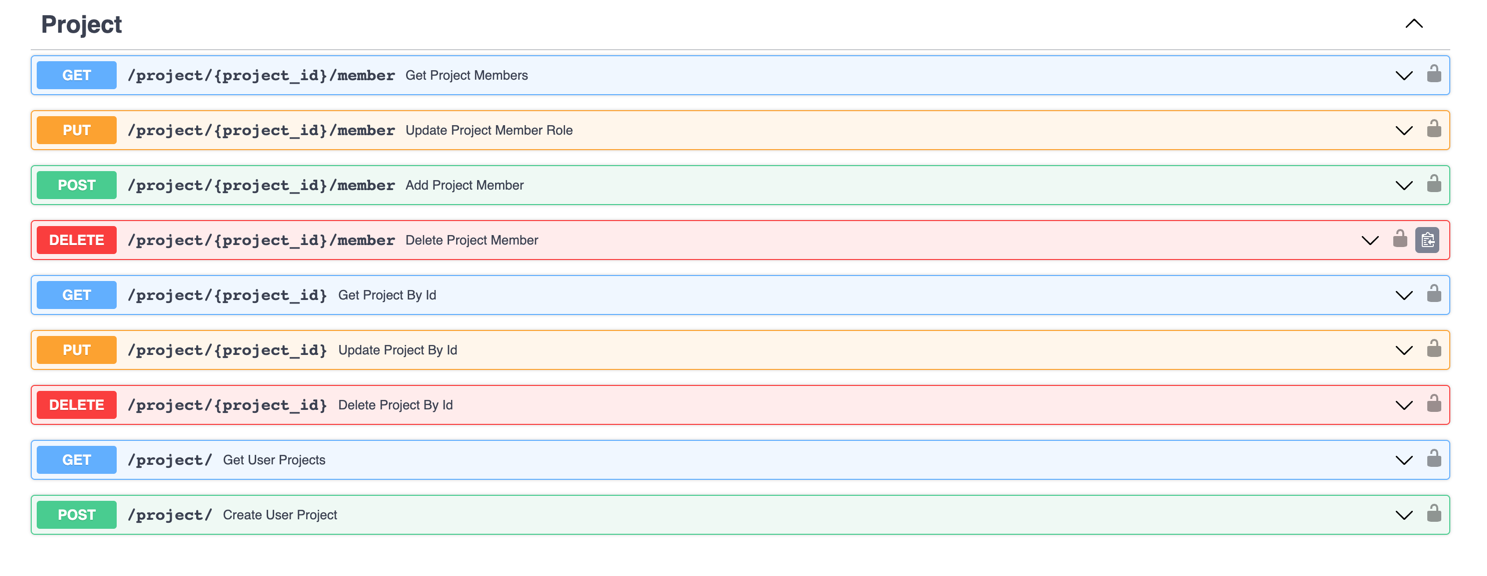 Project
GET /project/{project_id}/member Get Project Members
PUT /project/{project_id}/member Update Project Member Role
POST /project/{project_id}/member Add Project Member
DELETE /project/{project_id}/member Delete Project Member
GET /project/{project_id} Get Project By Id
PUT /project/{project_id} Update Project By Id
DELETE /project/{project_id} Delete Project By Id
GET /project/ Get User Projects
POST /project/ Create User Project